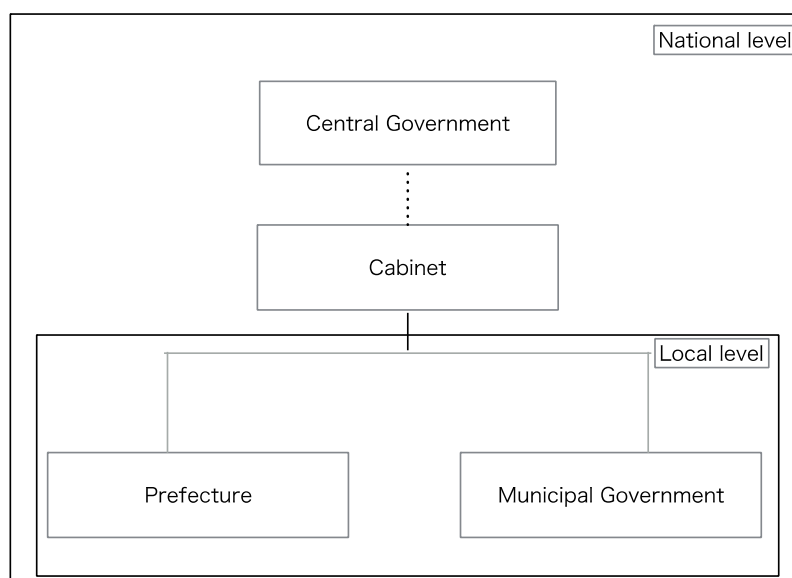 National level
Central Government
Cabinet
Local level
Prefecture
Municipal Government